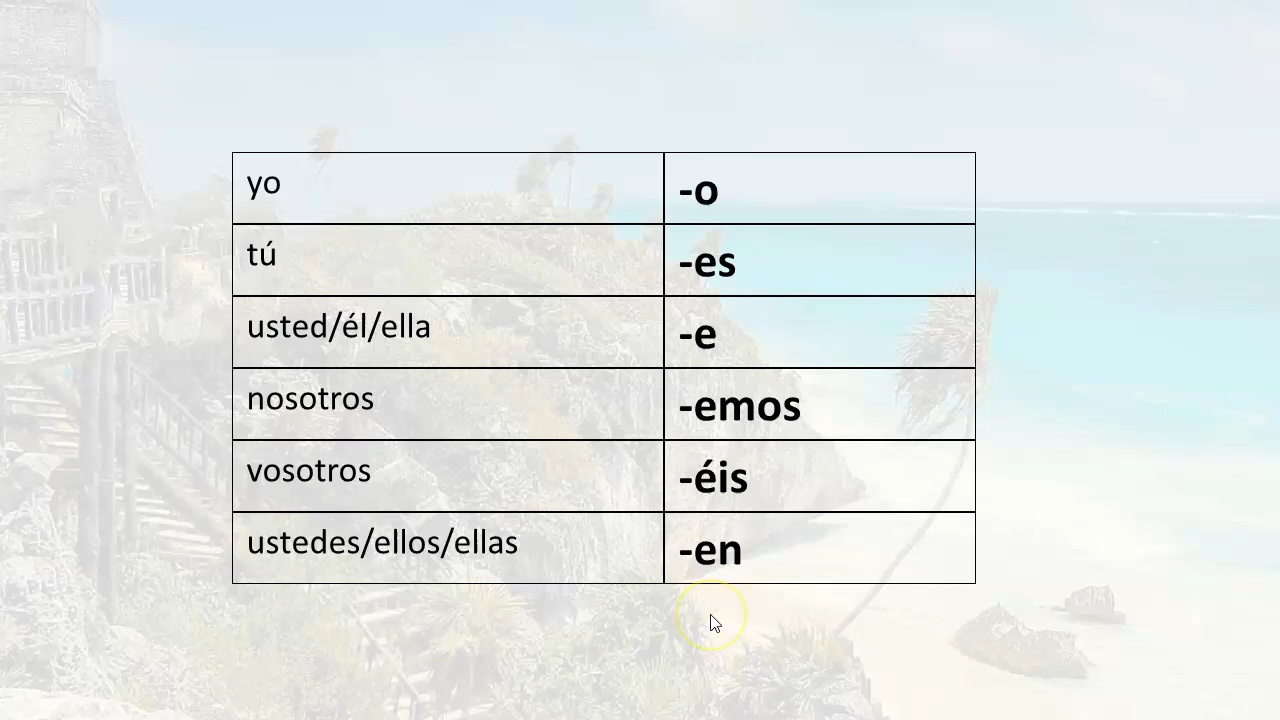 yo -o
tú -es
usted/él/ella -e
nosotros -emos
vosotros -éis
ustedes/ellos/ellas -en